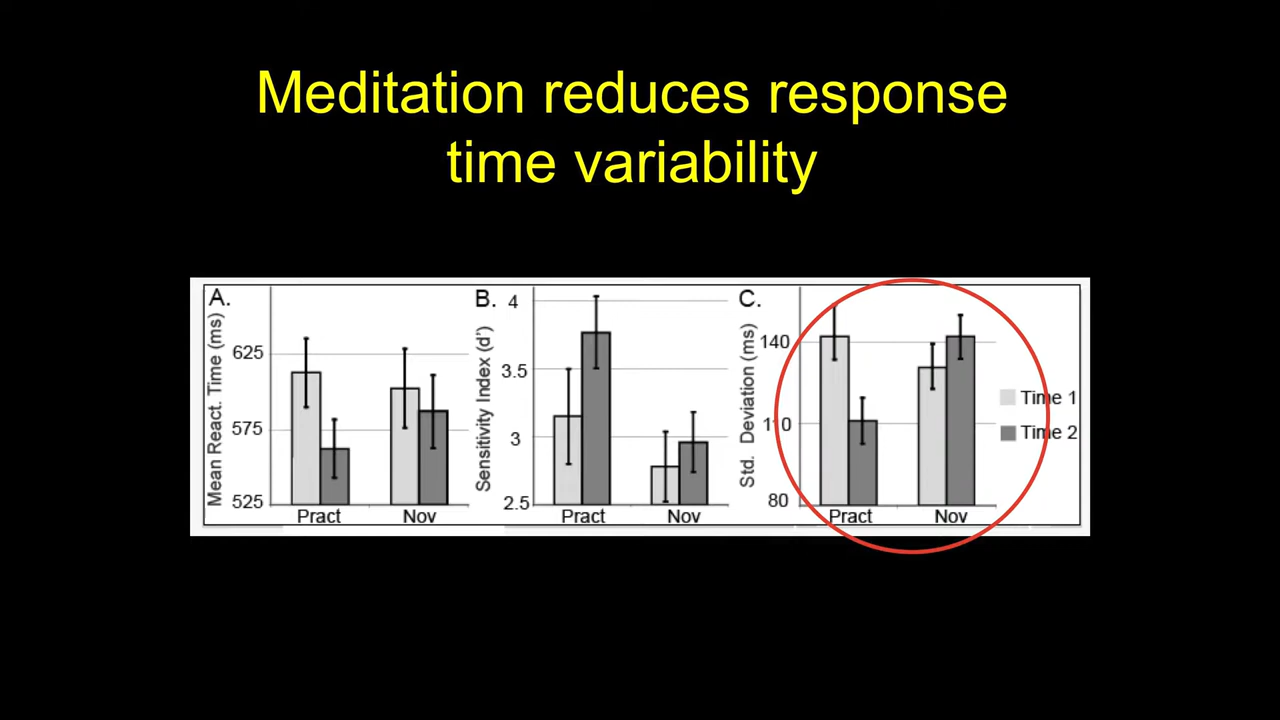 Meditation reduces response
time variability
A.
Mean React. Time (ms)
625
575
525
Pract Nov
B.
Sensitivity Index (d')
4
3.5
3
2.5
Pract Nov
C.
Std. Deviation (ms)
140
110
80
Pract Nov
Time 1
Time 2